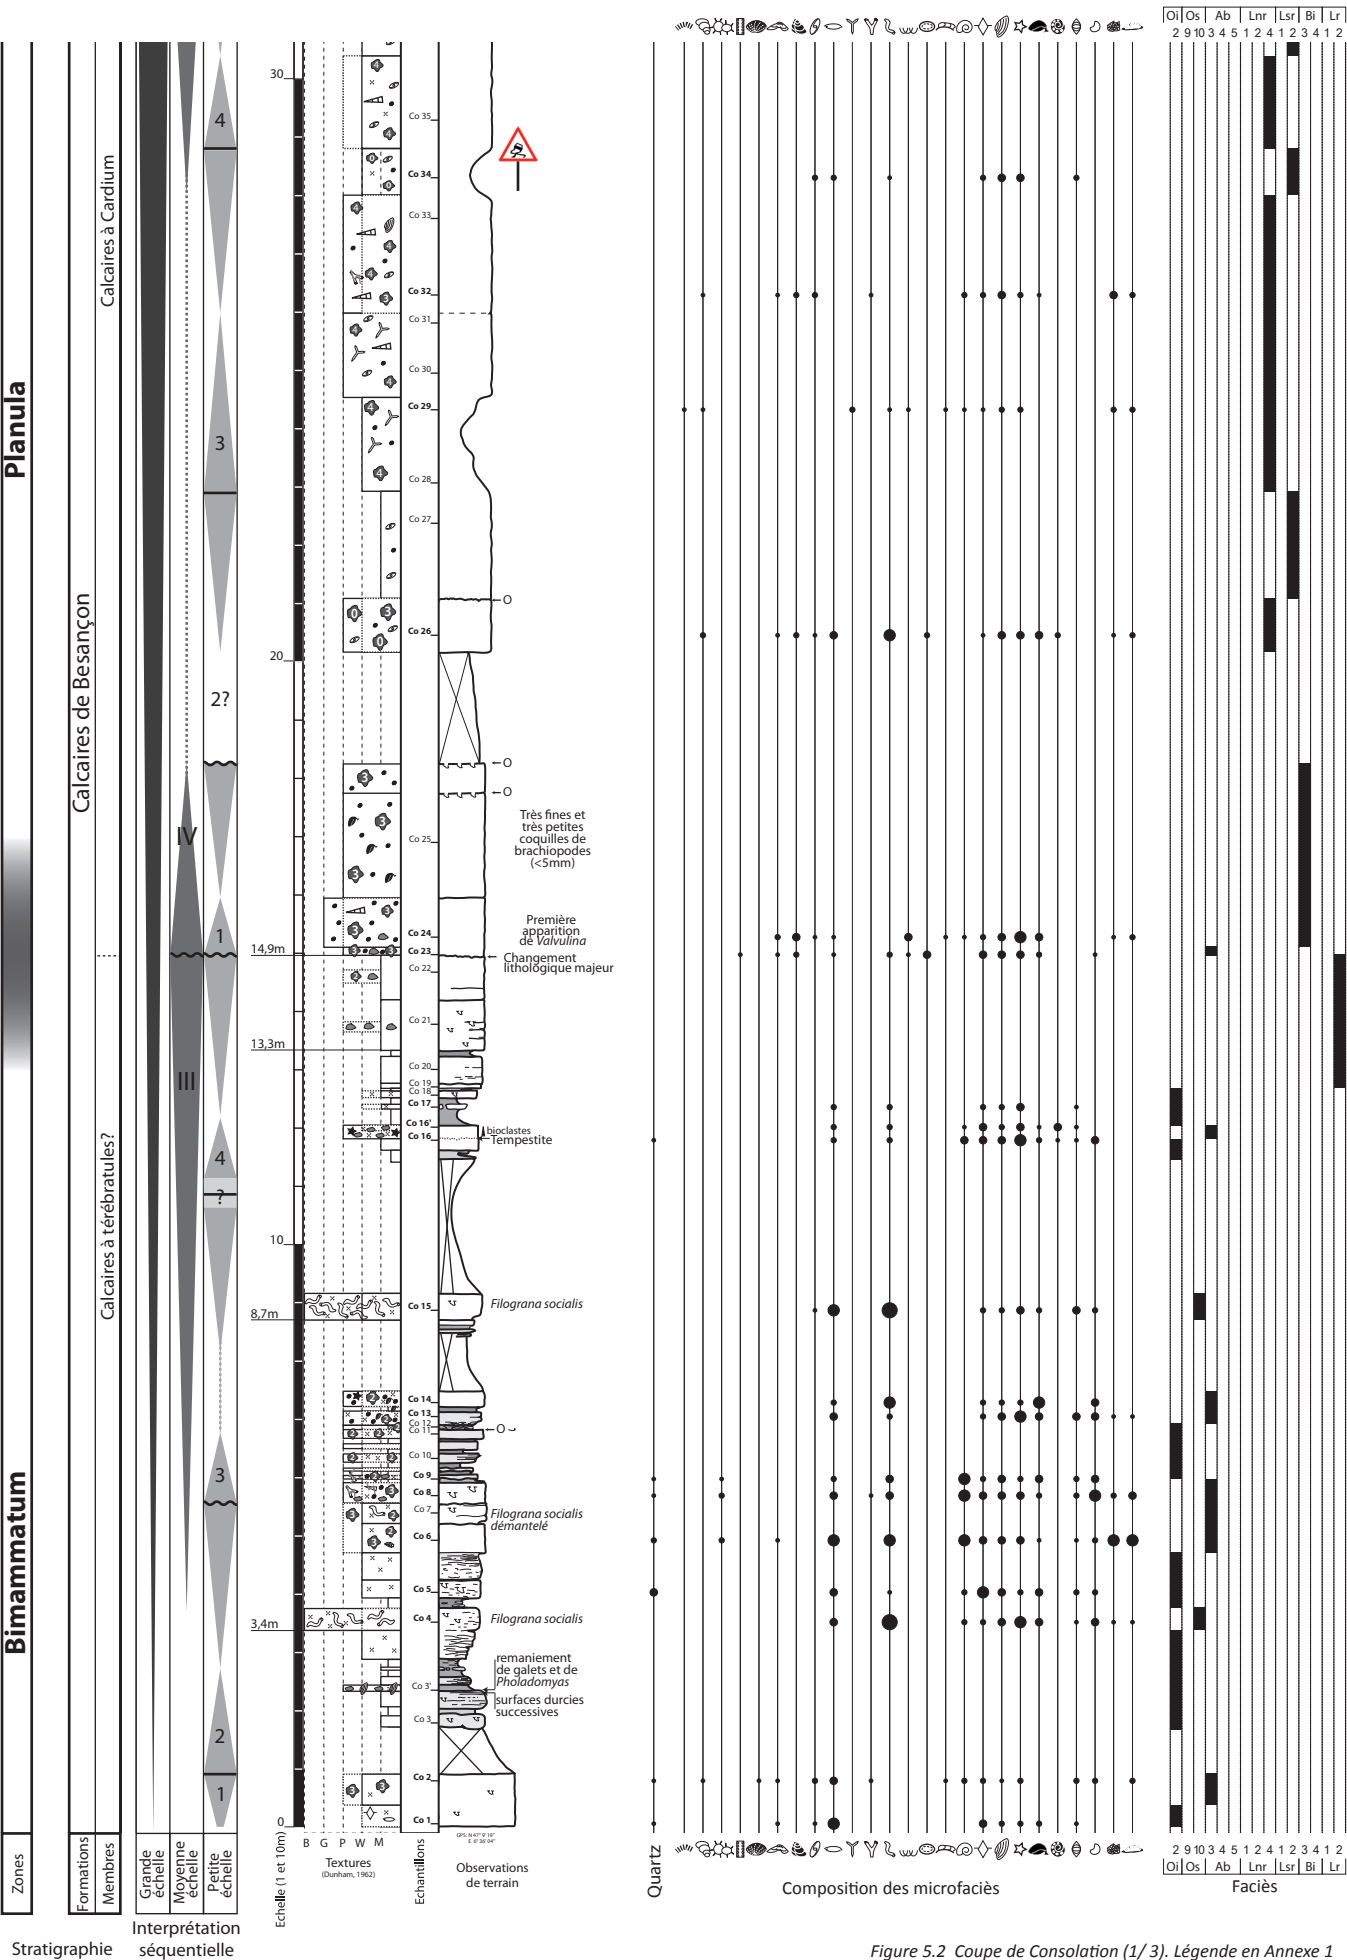 Oi Os Ab Lnr Lsr Bi Lr
2 9 10 3 4 5 1 2 4 1 2 3 4 1 2
30
20
10
0
14,9m
13,3m
8,7m
3,4m
Planula
Bimammatum
Calcaires de Besançon
Calcaires à Cardium
Calcaires à térébratules?
IV
III
4
3
2?
1
4
?
3
2
1
Co 35
Co 34
Co 33
Co 32
Co 31
Co 30
Co 29
Co 28
Co 27
Co 26
Co 25
Co 24
Co 23
Co 22
Co 21
Co 20
Co 19
Co 18
Co 17
Co 16'
Co 16
Co 15
Co 14
Co 13
Co 12
Co 11
Co 10
Co 9
Co 8
Co 7
Co 6
Co 5
Co 4
Co 3'
Co 3
Co 2
Co 1
O
O
O
Très fines et
très petites
coquilles de
brachiopodes
(<5mm)
Première
apparition
de Valvulina
Changement
lithologique majeur
bioclastes
Tempestite
Filograna socialis
O
Filograna socialis
démantelé
Filograna socialis
remaniement
de galets et de
Pholadomyas
surfaces durcies
successives
GPS: N 47° 9' 19"
E 6° 36' 04"
Zones
Formations
Membres
Grande
échelle
Moyenne
échelle
Petite
échelle
Echelle (1 et 10m)
B G P W M
Textures
(Dunham, 1962)
Echantillons
Observations
de terrain
Quartz
Composition des microfaciès
2 9 10 3 4 5 1 2 4 1 2 3 4 1 2
Oi Os Ab Lnr Lsr Bi Lr
Faciès
Stratigraphie
Interprétation
séquentielle
Figure 5.2 Coupe de Consolation (1/ 3). Légende en Annexe 1